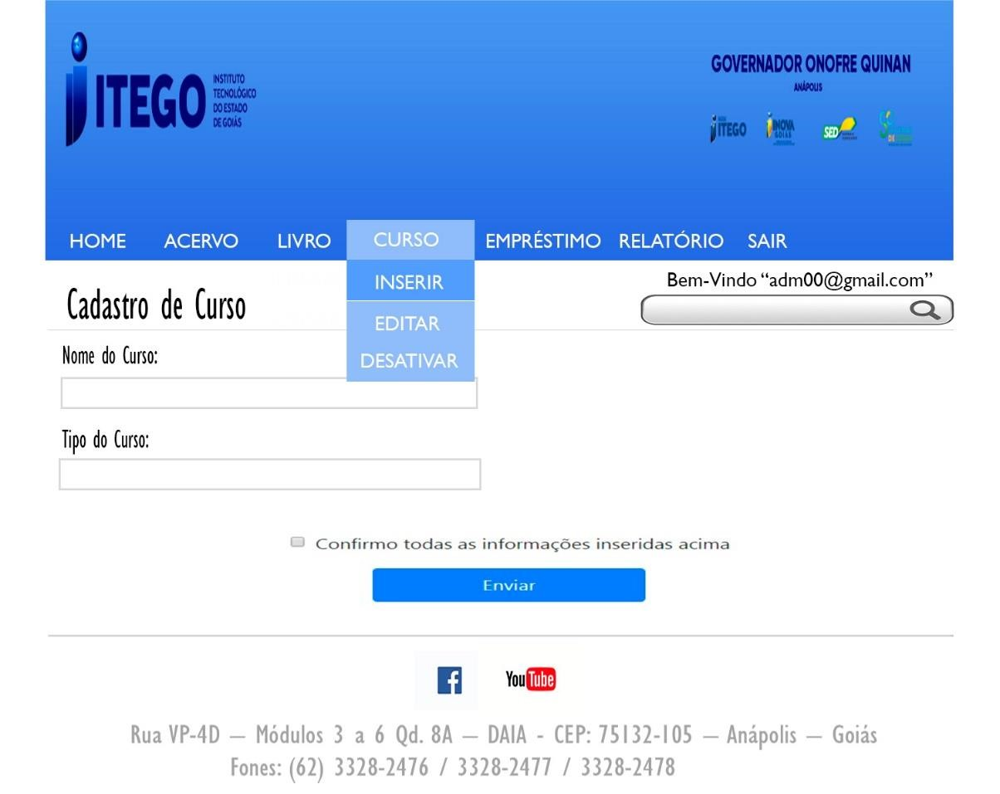 ITEGO
INSTITUTO
TECNOLÓGICO
DO ESTADO
DE GOIÁS
GOVERNADOR ONOFRE QUINAN
ANÁPOLIS
ITEGO
INOVA
GOIÁS
SED
HOME ACERVO LIVRO CURSO EMPRÉSTIMO RELATÓRIO SAIR
INSERIR
EDITAR
DESATIVAR
Bem-Vindo “adm00@gmail.com”
Cadastro de Curso
Nome do Curso:
Tipo do Curso:
Confirmo todas as informações inseridas acima
Enviar
f
YouTube
Rua VP-4D — Módulos 3 a 6 Qd. 8A — DAIA - CEP: 75132-105 — Anápolis — Goiás
Fones: (62) 3328-2476 / 3328-2477 / 3328-2478